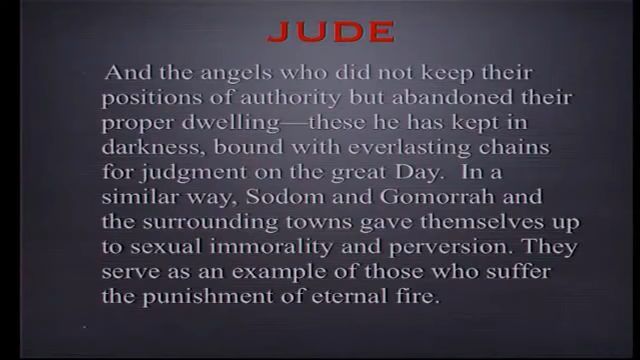 JUDE
And the angels who did not keep their
positions of authority but abandoned their
proper dwelling—these he has kept in
darkness, bound with everlasting chains
for judgment on the great Day. In a
similar way, Sodom and Gomorrah and
the surrounding towns gave themselves up
to sexual immorality and perversion. They
serve as an example of those who suffer
the punishment of eternal fire.